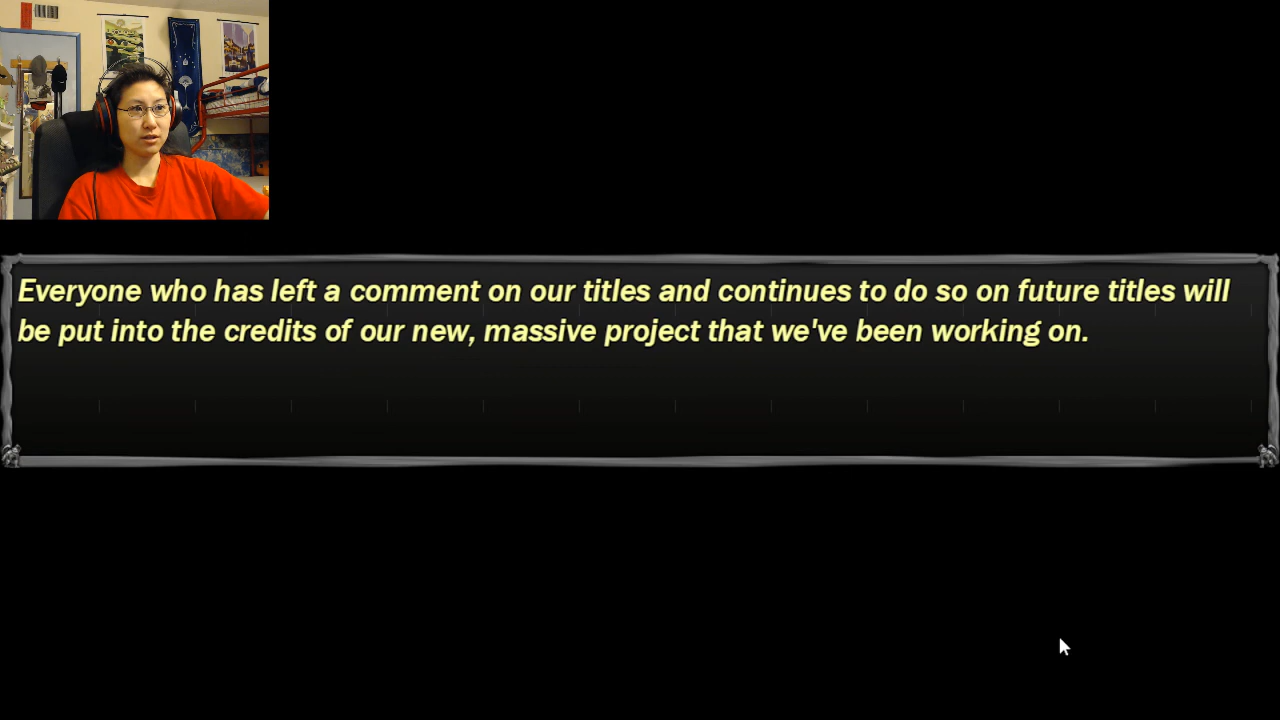 Everyone who has left a comment on our titles and continues to do so on future titles will
be put into the credits of our new, massive project that we've been working on.